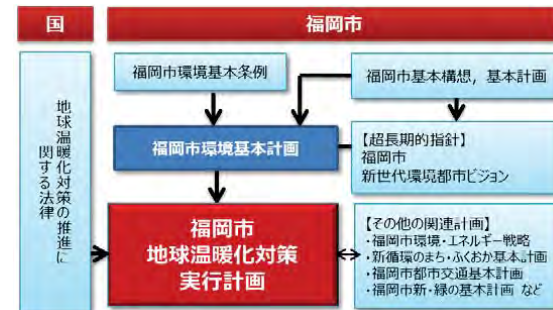 国
福岡市
地球温暖化対策の推進に
関する法律
福岡市環境基本条例
福岡市基本構想，基本計画
福岡市環境基本計画
【超長期的指針】
福岡市
新世代環境都市ビジョン
福岡市
地球温暖化対策
実行計画
【その他の関連計画】
・福岡市環境・エネルギー戦略
・新循環のまち・ふくおか基本計画
・福岡市都市交通基本計画
・福岡市新・緑の基本計画 など